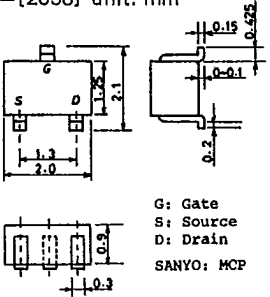 unit: mm
0.15
0.425
G
S
D
1.25
2.1
0~0.1
1.3
2.0
0.2
0.9
0.3
G: Gate
S: Source
D: Drain
SANYO: MCP